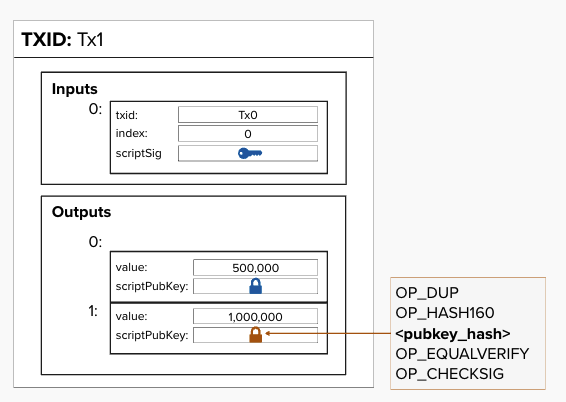 TXID: Tx1
Inputs
0:
txid: Tx0
index: 0
scriptSig
Outputs
0:
value: 500,000
scriptPubKey:
1:
value: 1,000,000
scriptPubKey:
OP_DUP
OP_HASH160
<pubkey_hash>
OP_EQUALVERIFY
OP_CHECKSIG